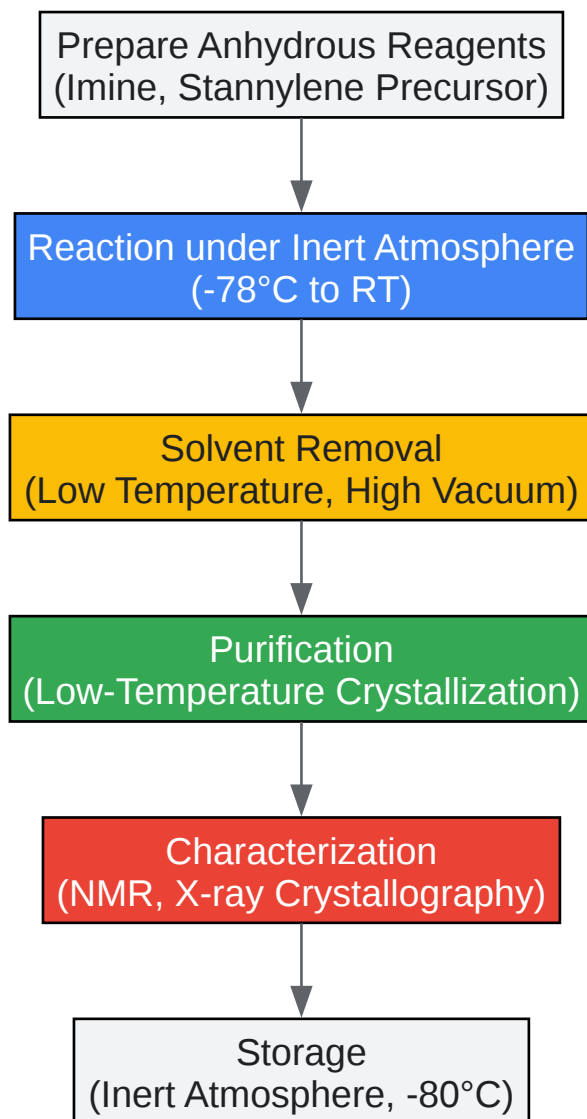 Prepare Anhydrous Reagents
(Imine, Stannylene Precursor)
Reaction under Inert Atmosphere
(-78°C to RT)
Solvent Removal
(Low Temperature, High Vacuum)
Purification
(Low-Temperature Crystallization)
Characterization
(NMR, X-ray Crystallography)
Storage
(Inert Atmosphere, -80°C)